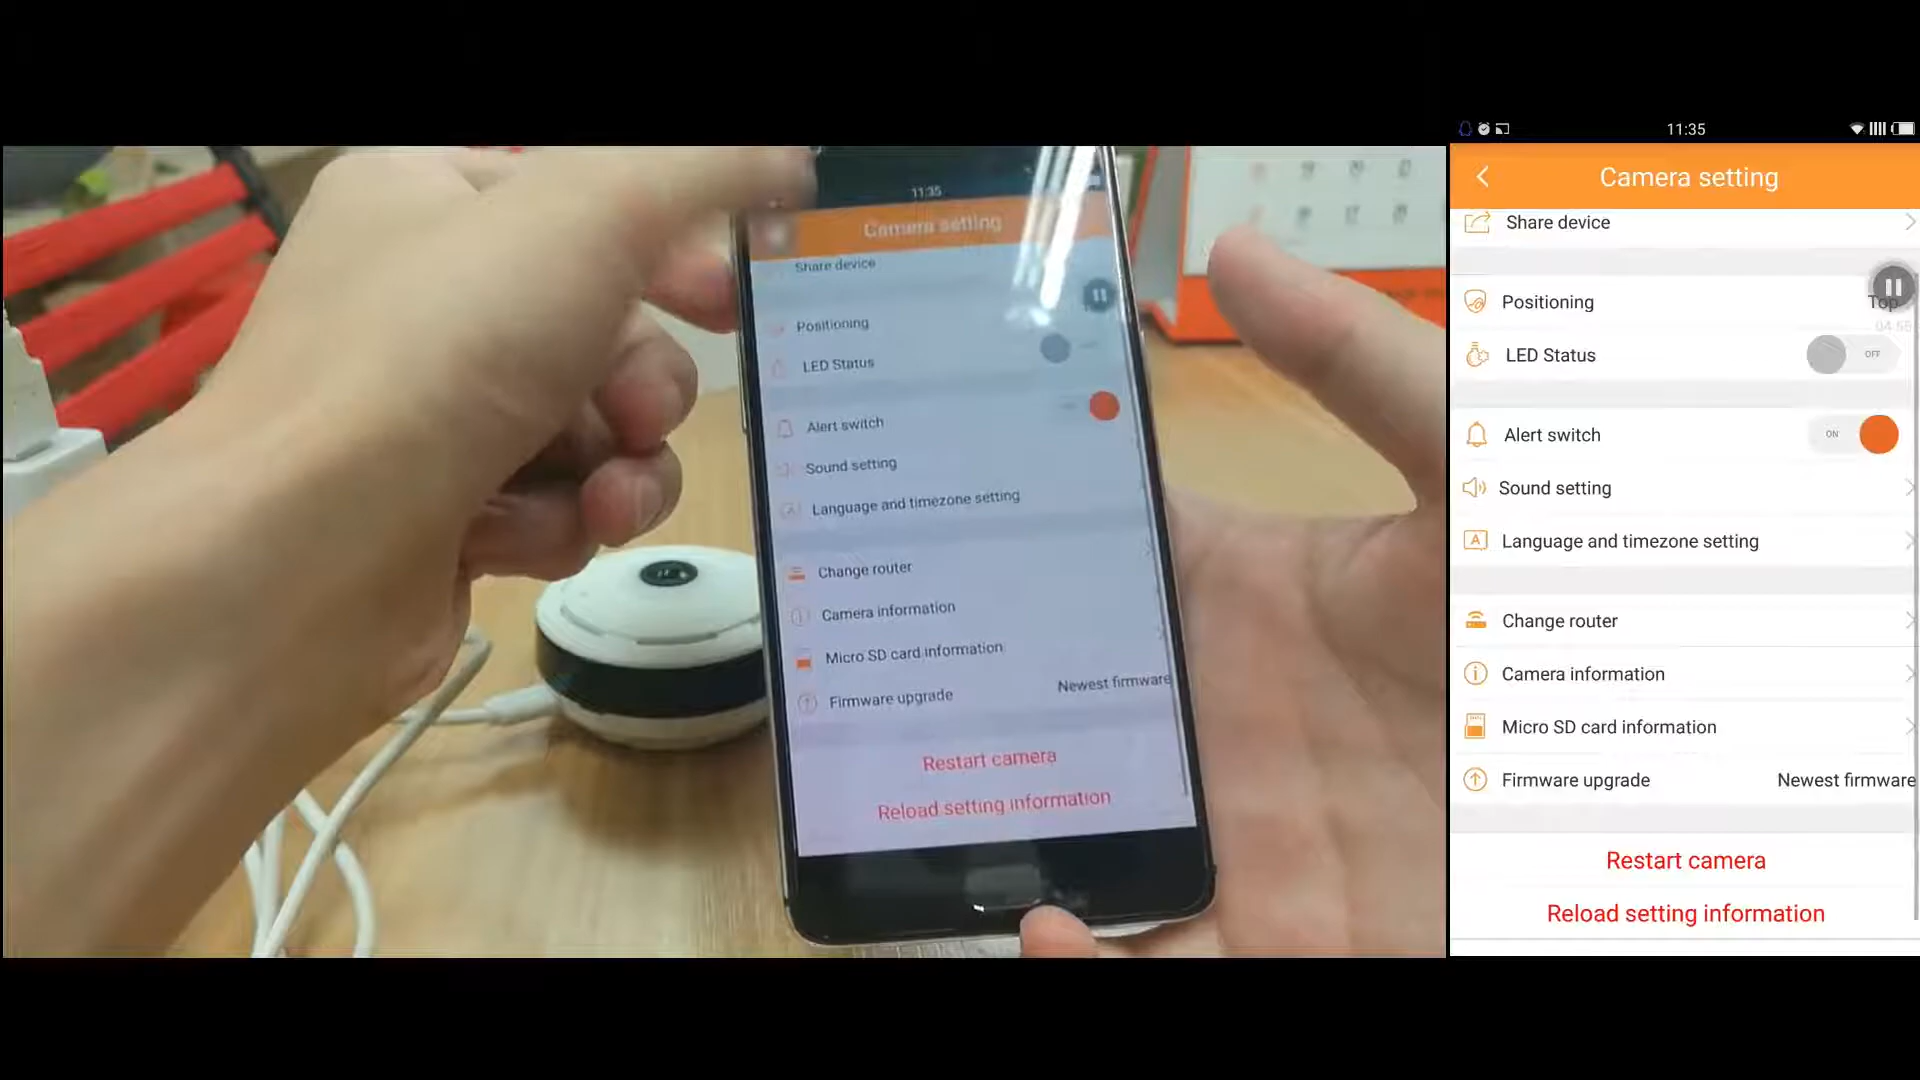 11:35
Camera setting
Share device
Positioning
LED Status
Alert switch
Sound setting
Language and timezone setting
Change router
Camera information
Micro SD card information
Firmware upgrade Newest firmware
Restart camera
Reload setting information
11:35
Camera setting
Share device
Positioning Top
04:56
LED Status OFF
Alert switch ON
Sound setting
Language and timezone setting
Change router
Camera information
Micro SD card information
Firmware upgrade Newest firmware
Restart camera
Reload setting information